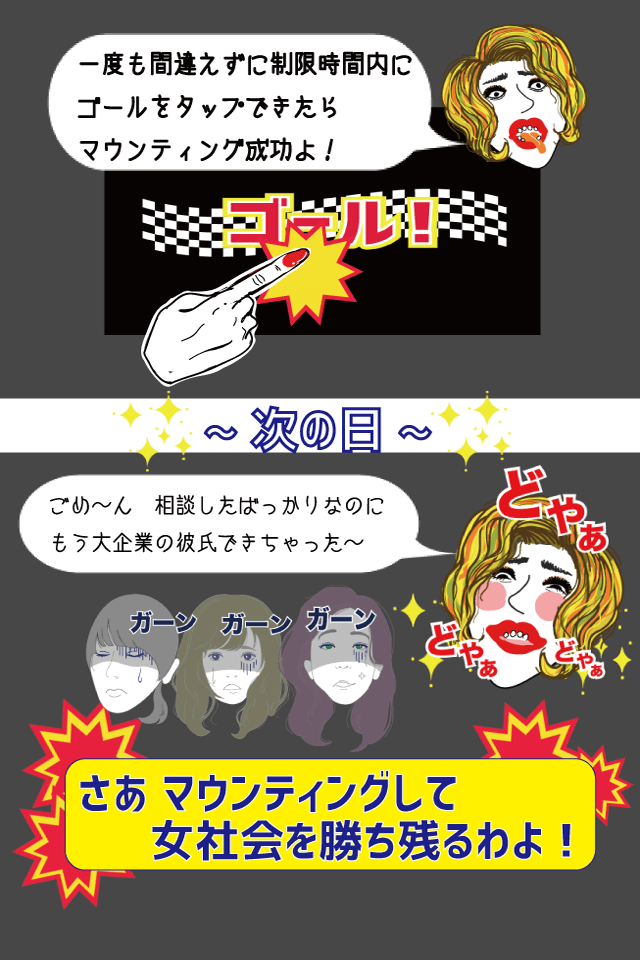 一度も間違えずに制限時間内に
ゴールをタップできたら
マウンティング成功よ！
ゴール！
～ 次の日 ～
ごめ～ん　相談したばっかりなのに
もう大企業の彼氏できちゃった～
どやぁ
ガーン ガーン ガーン
どやぁ どやぁ
さあ マウンティングして
女社会を勝ち残るわよ！